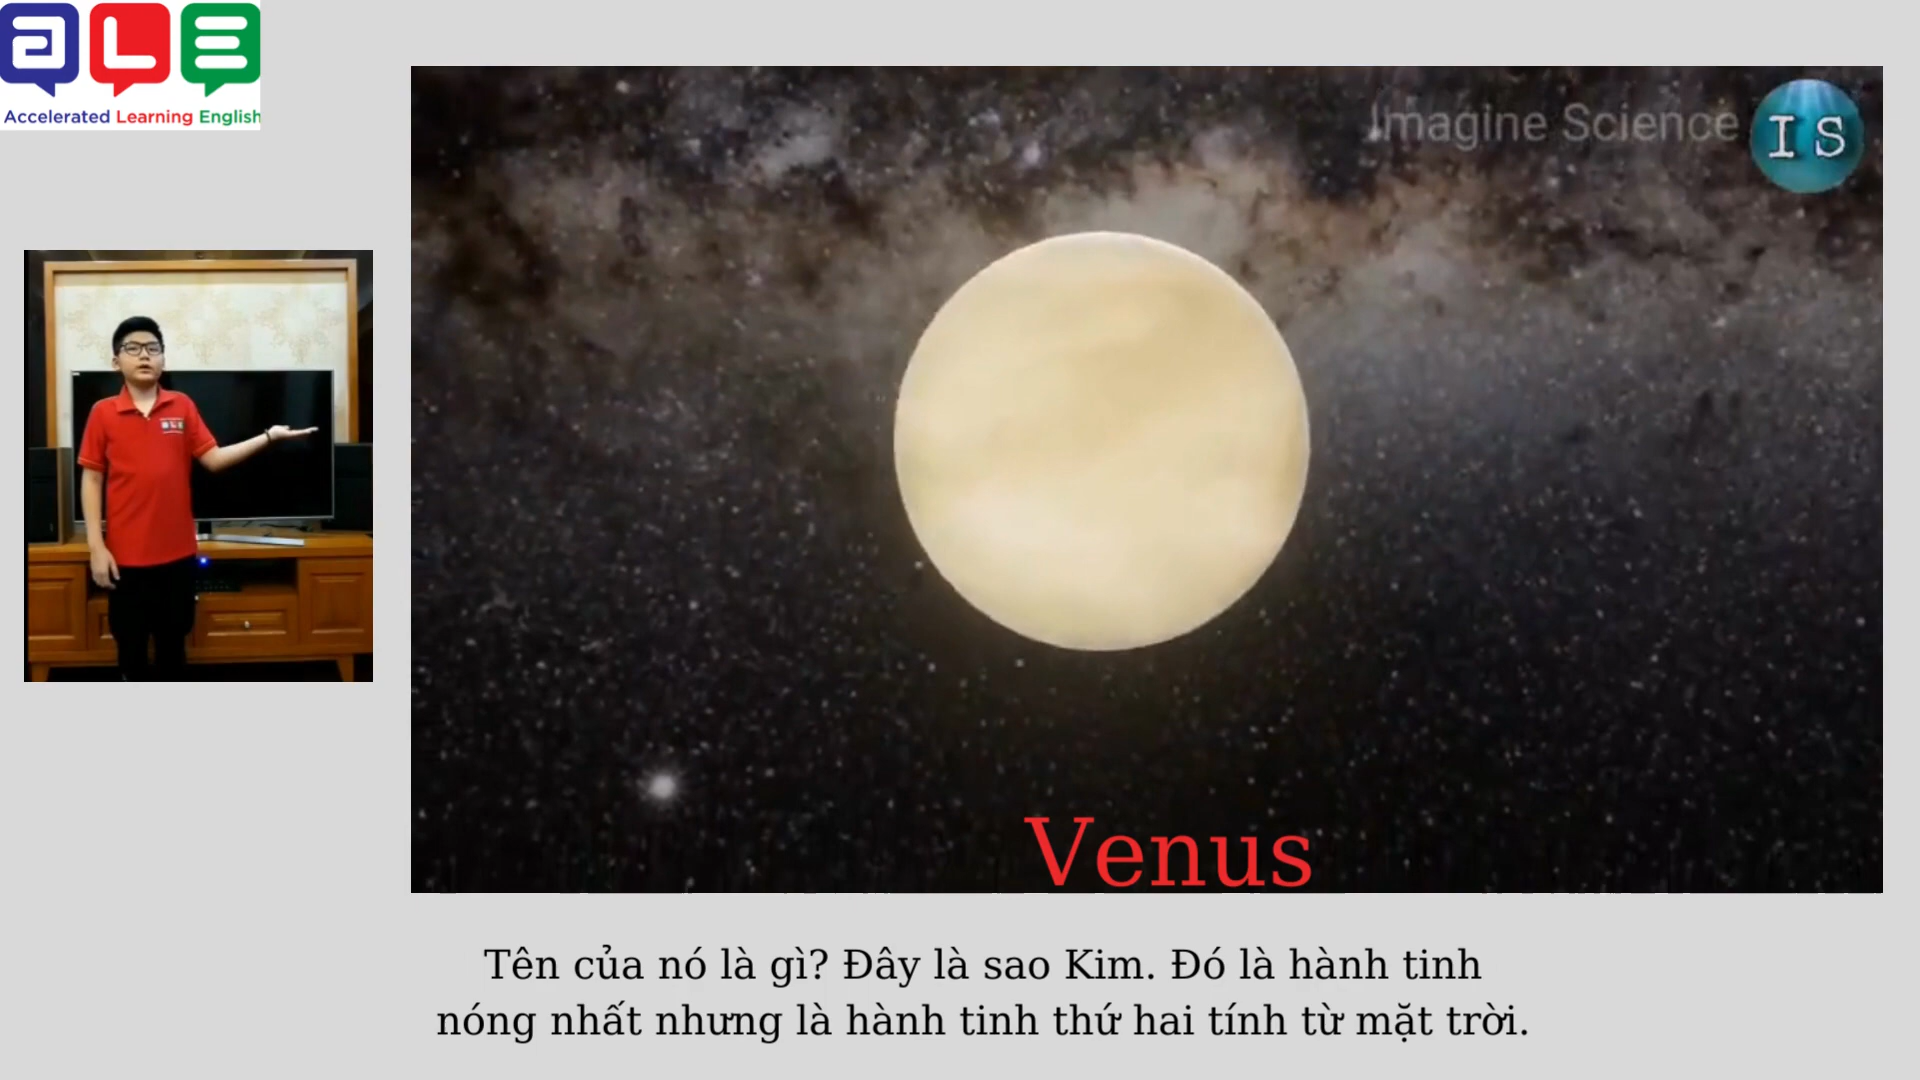 aLE
Accelerated Learning English
Imagine Science
IS
Venus
Tên của nó là gì? Đây là sao Kim. Đó là hành tinh
nóng nhất nhưng là hành tinh thứ hai tính từ mặt trời.